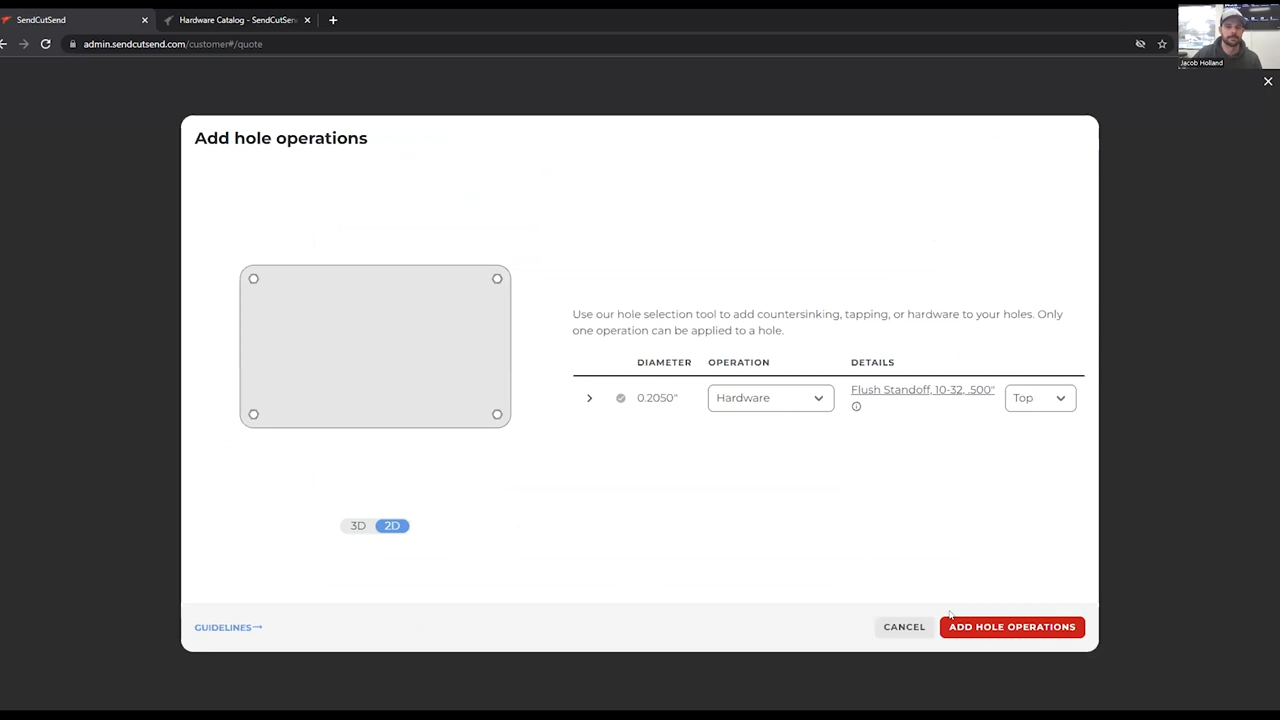 SendCutSend
Hardware Catalog - SendCutSen
admin.sendcutsend.com/customer#/quote
Jacob Holland
Add hole operations
Use our hole selection tool to add countersinking, tapping, or hardware to your holes. Only
one operation can be applied to a hole.
DIAMETER OPERATION DETAILS
0.2050" Hardware Flush Standoff, 10-32, .500" Top
3D 2D
GUIDELINES→ CANCEL ADD HOLE OPERATIONS